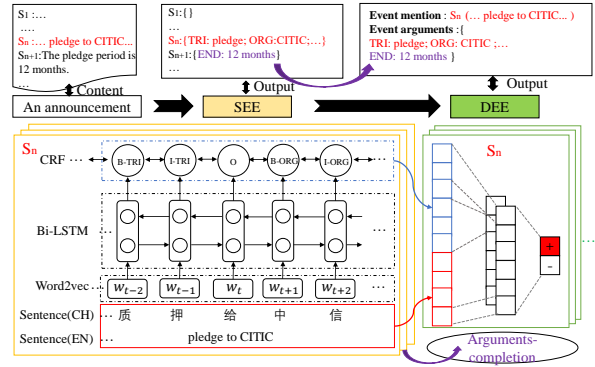 S1 :…
….
Sn :… pledge to CITIC...
Sn+1:The pledge period is
12 months.
…
S1:{}
…
Sn:{TRI: pledge; ORG:CITIC;…}
Sn+1:{END: 12 months}
…
Event mention : Sn (… pledge to CITIC... )
Event arguments :{
TRI: pledge; ORG: CITIC ;…
END: 12 months }
Content
Output
Output
An announcement
SEE
DEE
Sn
CRF ···
B-TRI
I-TRI
O
B-ORG
I-ORG
···
Bi-LSTM ···
···
Word2vec ···
wt−2
wt−1
wt
wt+1
wt+2
···
Sentence(CH) ···
质 押 给 中 信
Sentence(EN) ···
pledge to CITIC
Sn
+
-
···
Arguments-
completion